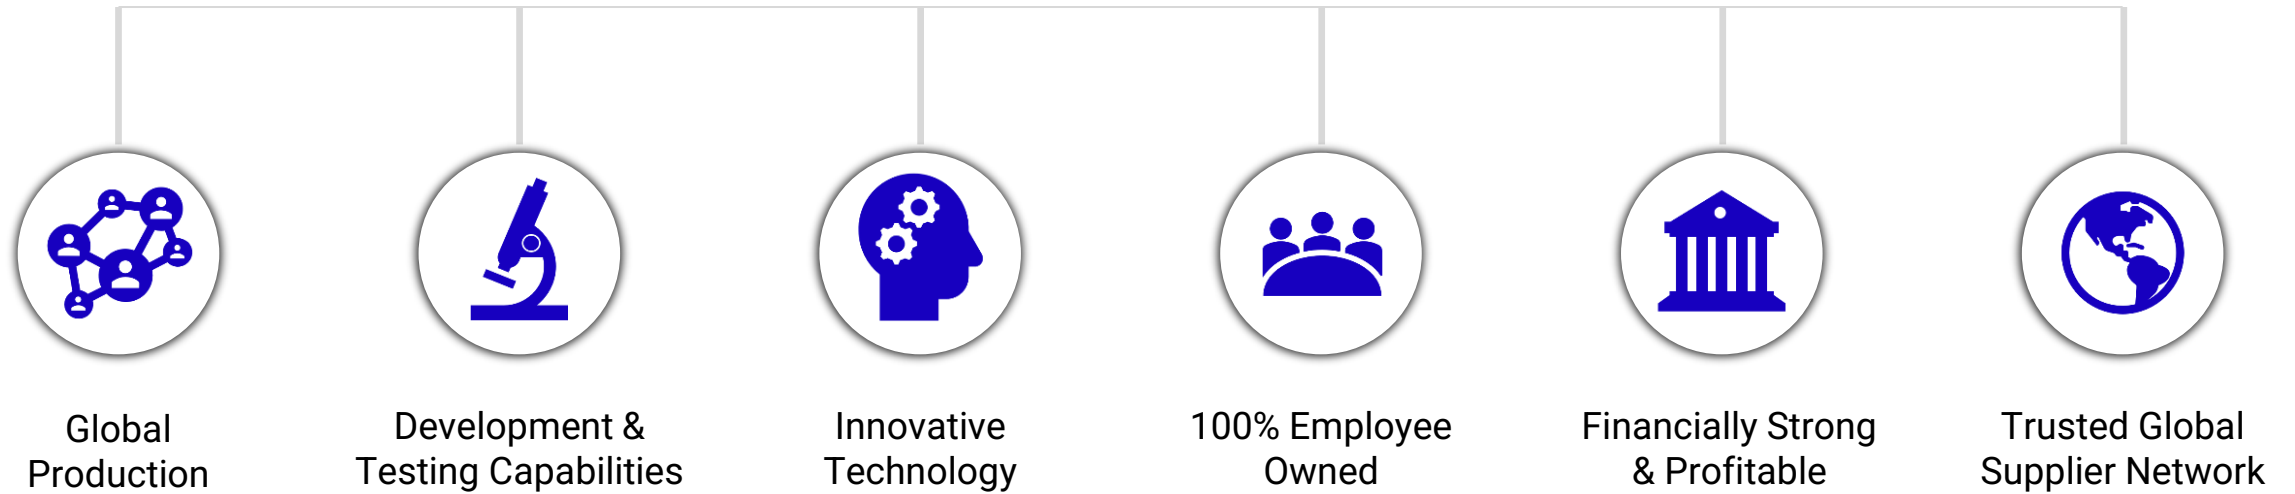 Global
Production
Development &
Testing Capabilities
Innovative
Technology
100% Employee
Owned
Financially Strong
& Profitable
Trusted Global
Supplier Network